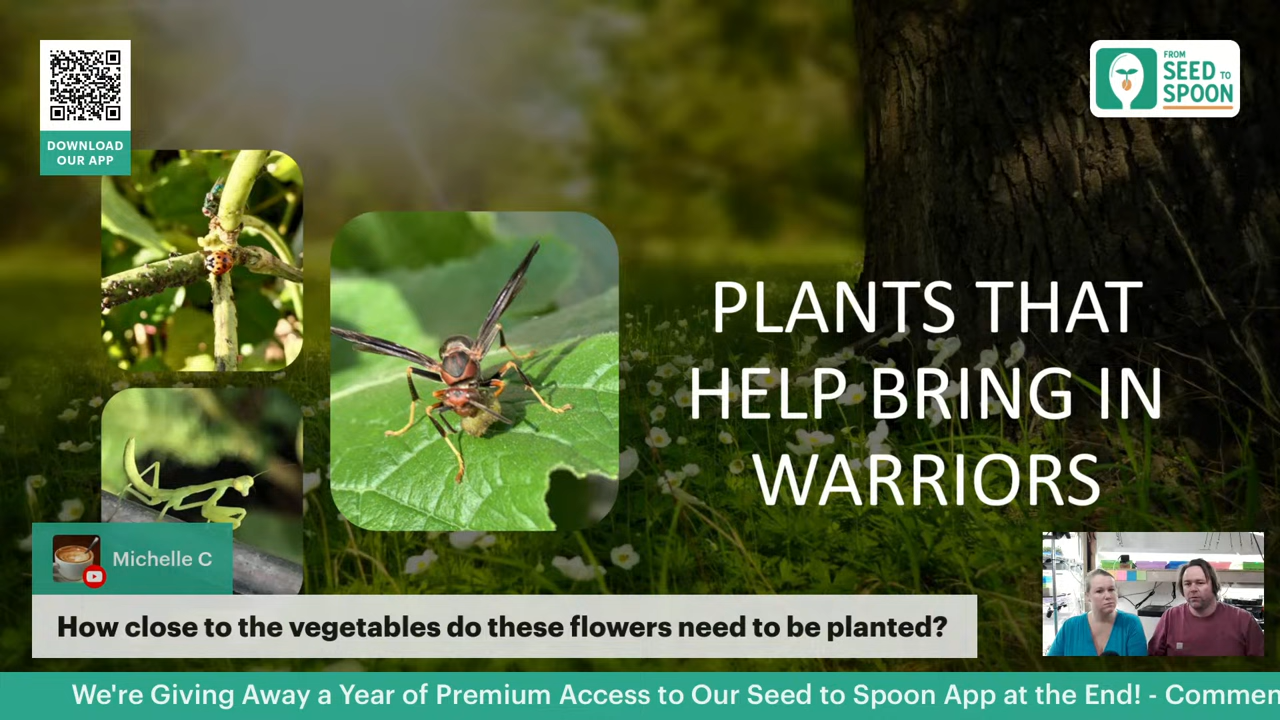 DOWNLOAD
OUR APP
FROM
SEED TO
SPOON
PLANTS THAT
HELP BRING IN
WARRIORS
Michelle C
How close to the vegetables do these flowers need to be planted?
We're Giving Away a Year of Premium Access to Our Seed to Spoon App at the End! - Commen